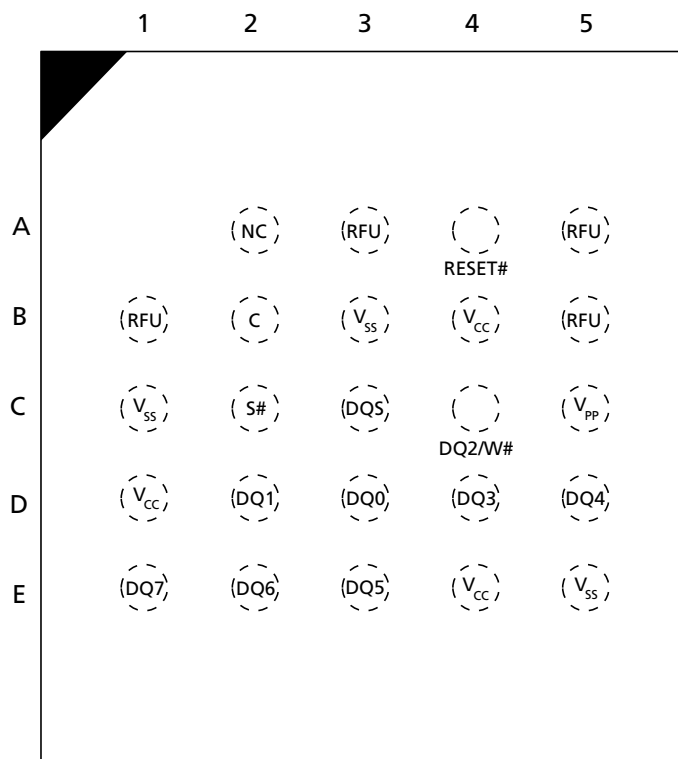 1 2 3 4 5
A NC RFU RFU
RESET#
B RFU C VSS VCC RFU
C VSS S# DQS VPP
DQ2/W#
D VCC DQ1 DQ0 DQ3 DQ4
E DQ7 DQ6 DQ5 VCC VSS